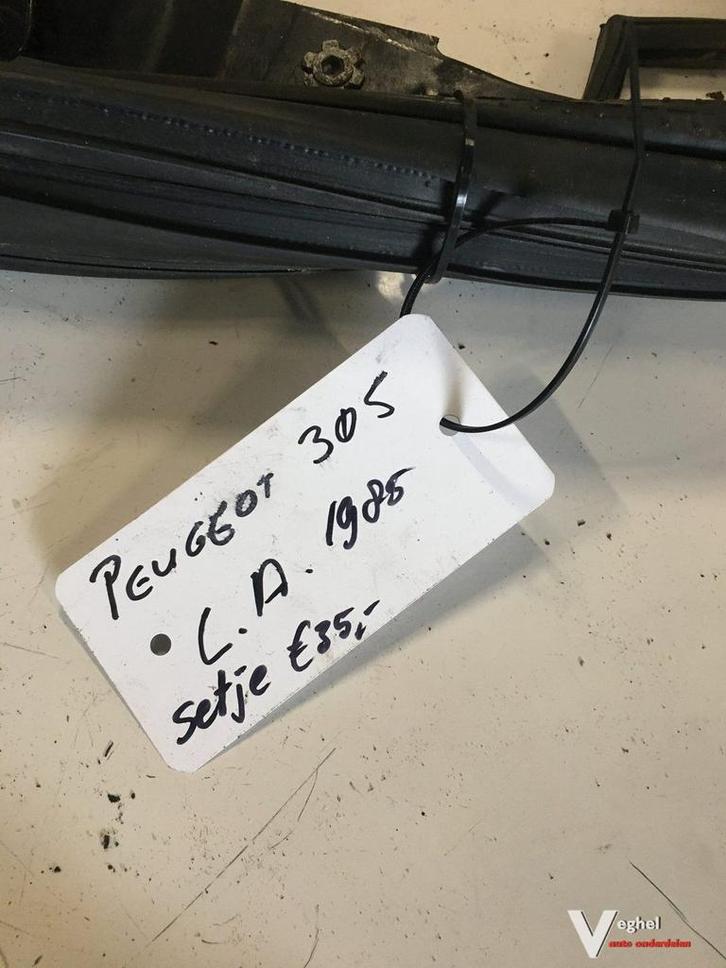 PEUGEOT 305
L.A. 1985
setje €35,-
Veghel
auto onderdelen